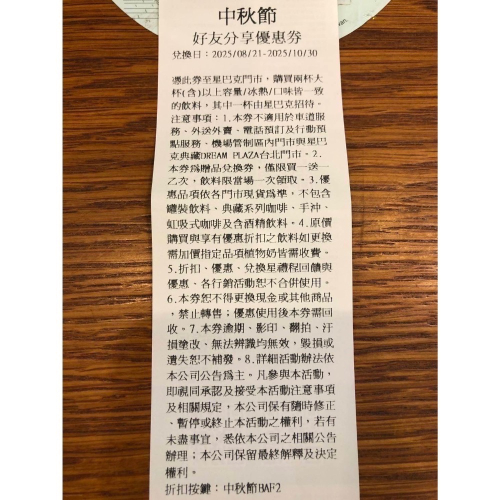 中秋節
好友分享優惠券
兌換日：2025/08/21-2025/10/30
憑此券至星巴克門市，購買兩杯大
杯(含)以上容量/冰熱/口味皆一致
的飲料，其中一杯由星巴克招待。
注意事項：1.本券不適用於車道服
務、外送外賣、電話預訂及行動預
點服務、機場管制區內門市與星巴
克典藏DREAM PLAZA台北門市。2.
本券為贈品兌換券，僅限買一送一
乙次，飲料限當場一次領取。3.優
惠品項依各門市現貨為準，不包含
罐裝飲料、典藏系列咖啡、手沖、
虹吸式咖啡及含酒精飲料。4.原價
購買與享有優惠折扣之飲料如更換
需加價指定品項植物奶皆需收費。
5.折扣、優惠、兌換星禮程回饋與
優惠、各行銷活動恕不合併使用。
6.本券恕不得更換現金或其他商品
，禁止轉售；優惠使用後本券需回
收。7.本券逾期、影印、翻拍、汙
損塗改、無法辨識均無效，毀損或
遺失恕不補發。8.詳細活動辦法依
本公司公告為主。凡參與本活動，
即視同承認及接受本活動注意事項
及相關規定，本公司保有隨時修正
、暫停或終止本活動之權利，若有
未盡事宜，悉依本公司之相關公告
辦理；本公司保留最終解釋及決定
權利。
折扣按鍵：中秋節BAF2